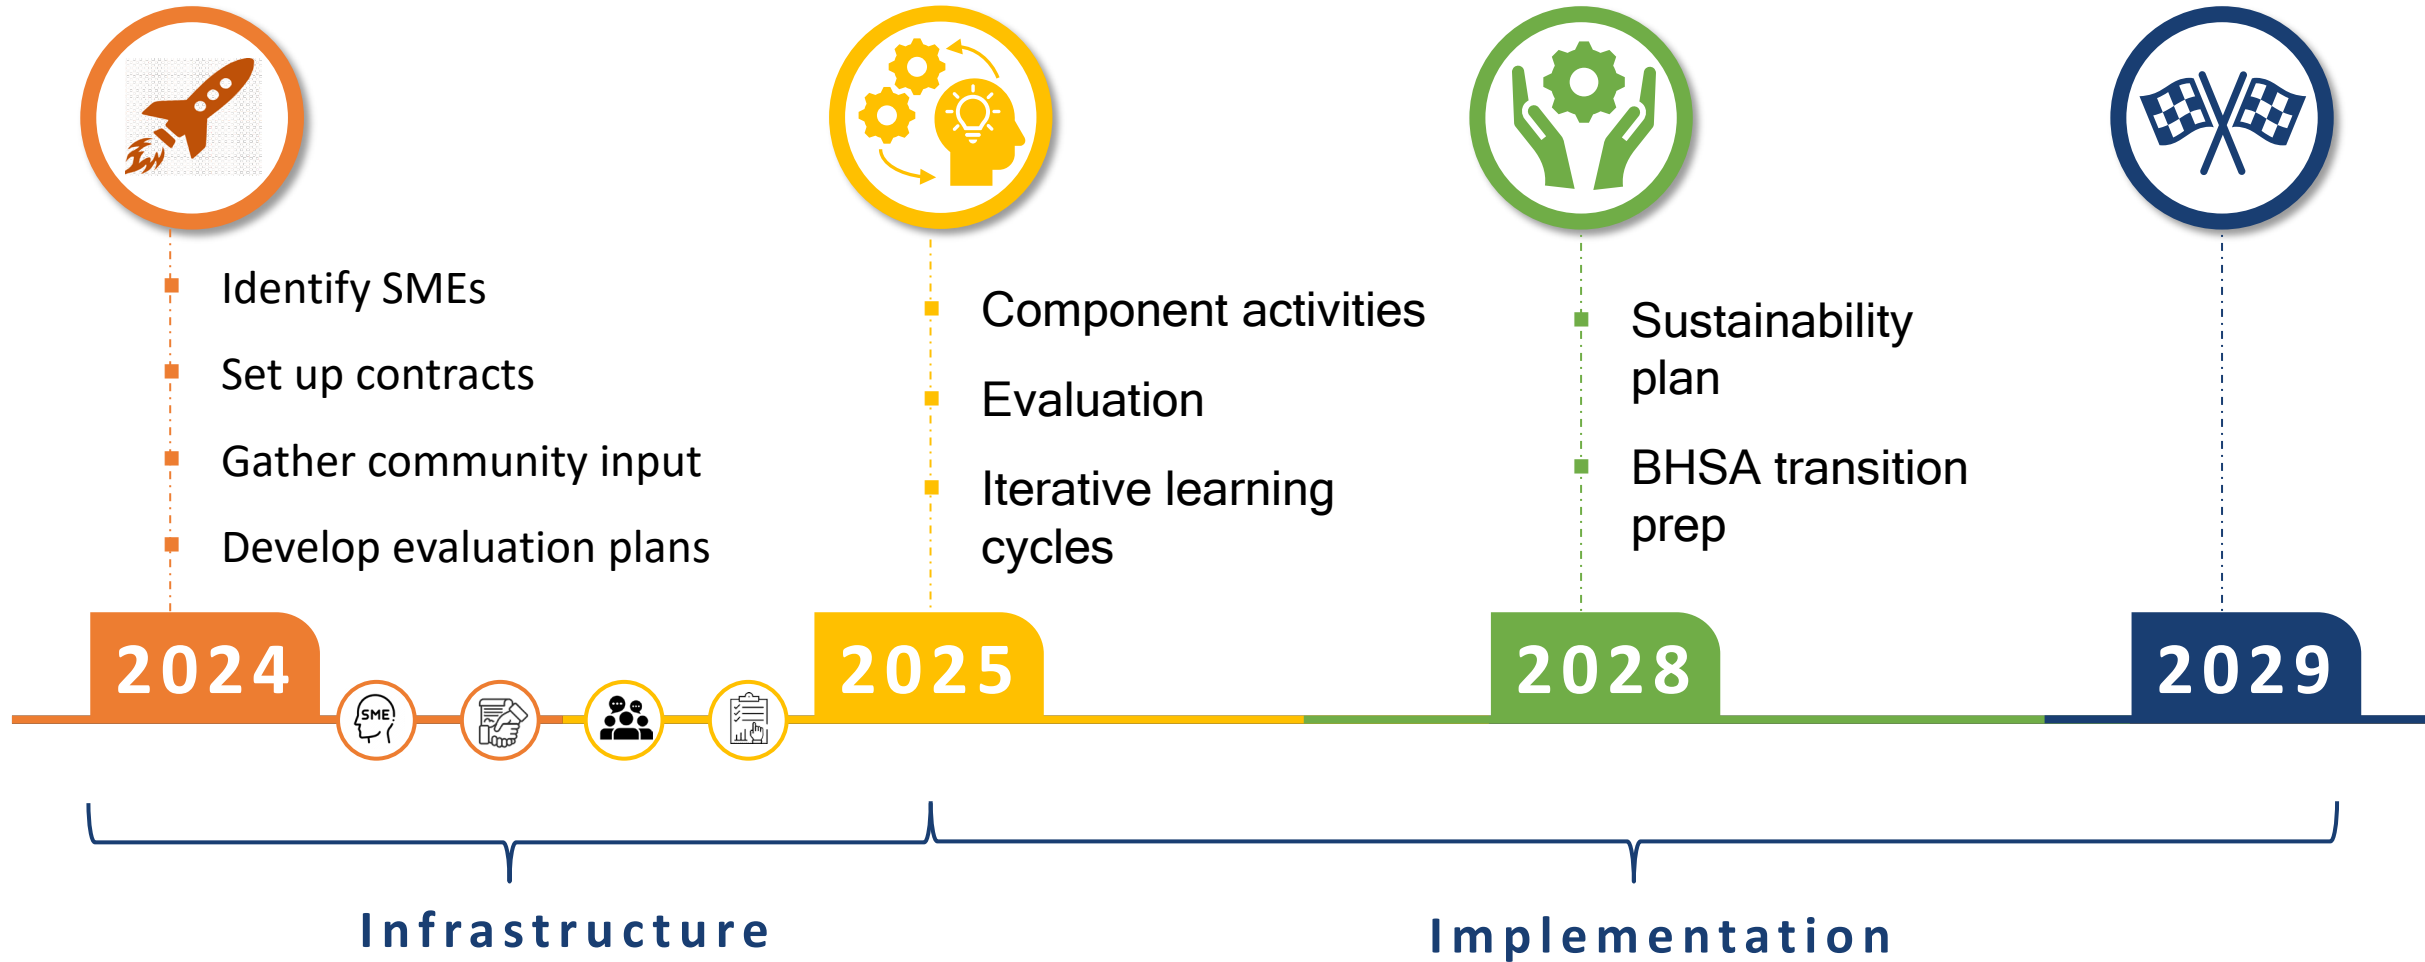 Identify SMEs
Set up contracts
Gather community input
Develop evaluation plans
Component activities
Evaluation
Iterative learning
cycles
Sustainability
plan
BHSA transition
prep
2024
2025
2028
2029
SME
Infrastructure
Implementation